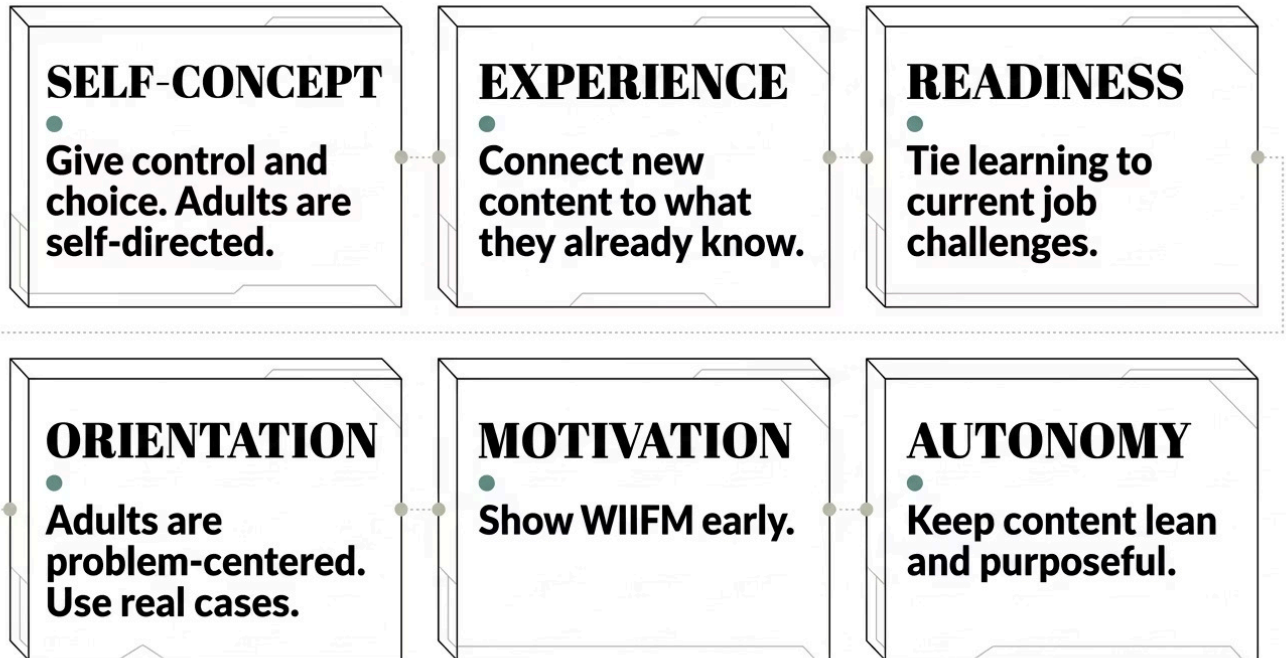 SELF-CONCEPT
Give control and
choice. Adults are
self-directed.
EXPERIENCE
Connect new
content to what
they already know.
READINESS
Tie learning to
current job
challenges.
ORIENTATION
Adults are
problem-centered.
Use real cases.
MOTIVATION
Show WIIFM early.
AUTONOMY
Keep content lean
and purposeful.